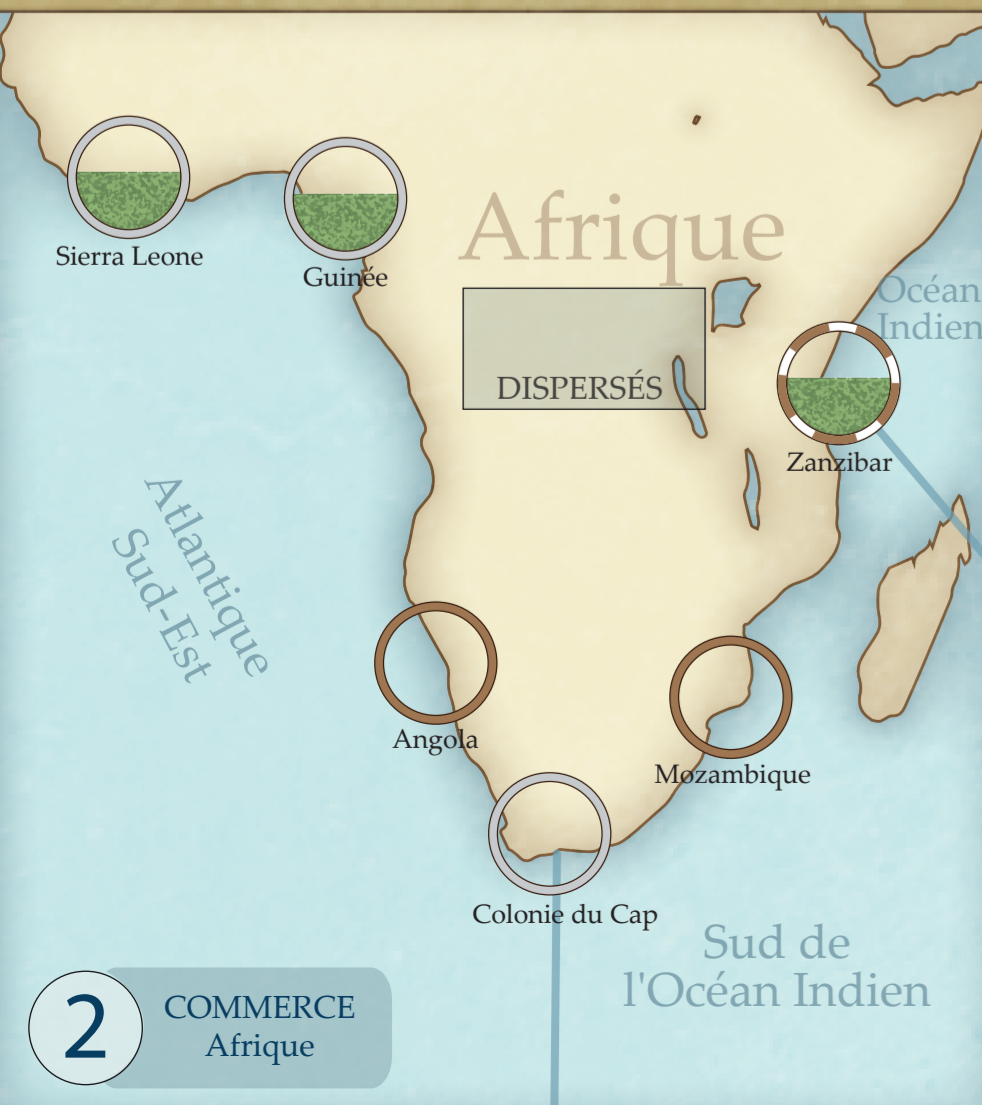 Sierra Leone
Guinée
Afrique
Océan
Indien
DISPERSÉS
Zanzibar
Atlantique
Sud-Est
Angola
Mozambique
Colonie du Cap
Sud de
l'Océan Indien
2
COMMERCE
Afrique